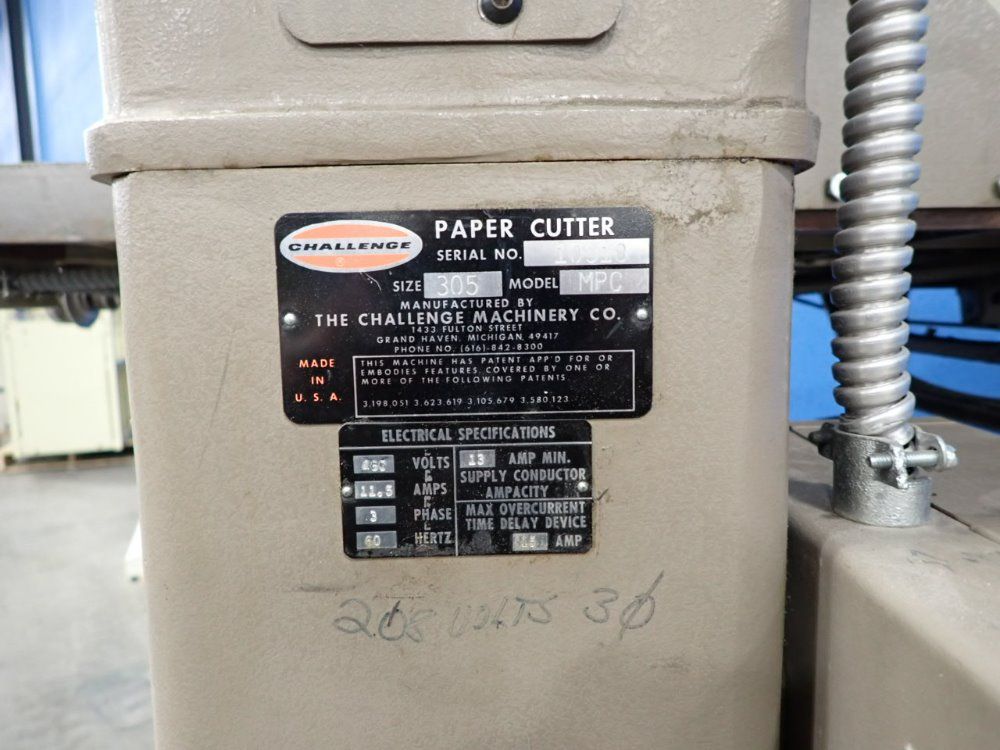 CHALLENGE ®
PAPER CUTTER
SERIAL NO.
SIZE 305 MODEL MPC
MANUFACTURED BY
THE CHALLENGE MACHINERY CO.
1433 FULTON STREET
GRAND HAVEN, MICHIGAN, 49417
PHONE NO. (616)-842-8300
MADE
IN
U. S. A.
THIS MACHINE HAS PATENT APP'D FOR OR
EMBODIES FEATURES COVERED BY ONE OR
MORE OF THE FOLLOWING PATENTS
3,198,051 3,623,619 3,105,679 3,580,123
ELECTRICAL SPECIFICATIONS
VOLTS
11.5 AMPS
3 PHASE
60 HERTZ
13 AMP MIN.
SUPPLY CONDUCTOR
AMPACITY
MAX OVERCURRENT
TIME DELAY DEVICE
AMP
208 VOLTS 3ϕ